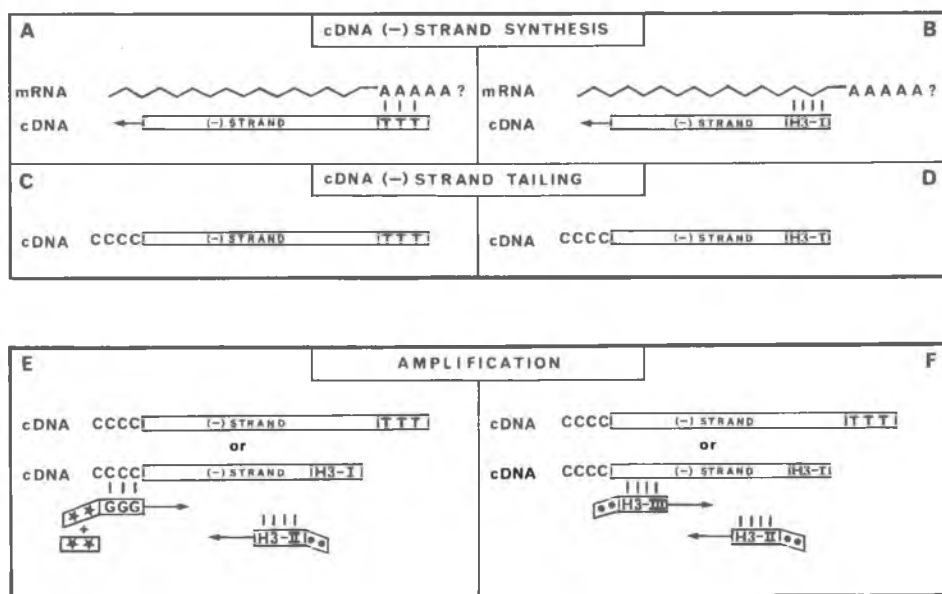 A
cDNA (-) STRAND SYNTHESIS
B
mRNA AAAAA?
cDNA (-) STRAND TTT
mRNA AAAAA?
cDNA (-) STRAND H3-I
C
cDNA (-) STRAND TAILING
D
cDNA CCCC (-) STRAND TTT
cDNA CCCC (-) STRAND H3-I
E
AMPLIFICATION
F
cDNA CCCC (-) STRAND TTT
or
cDNA CCCC (-) STRAND H3-I
GGG
+
H3-II
cDNA CCCC (-) STRAND TTT
or
cDNA CCCC (-) STRAND H3-I
H3-III
H3-II